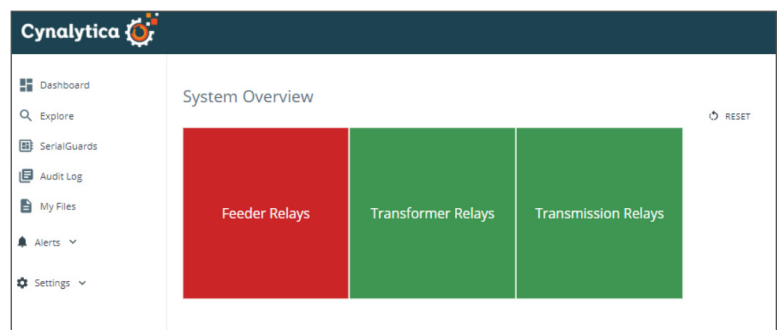 Cynalytica
Dashboard
Explore
SerialGuards
Audit Log
My Files
Alerts
Settings
System Overview
RESET
Feeder Relays
Transformer Relays
Transmission Relays